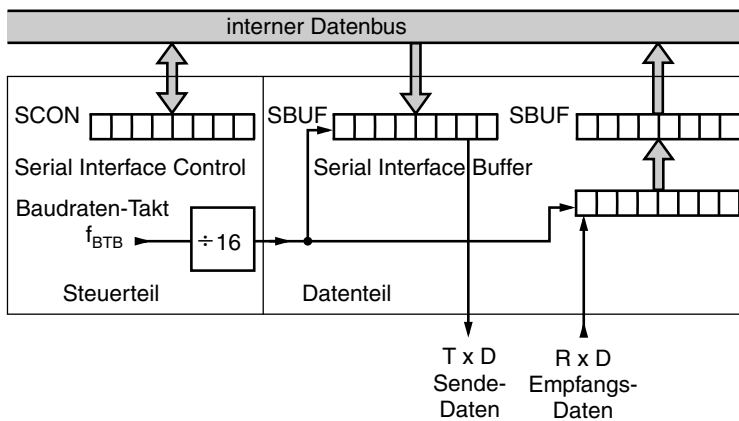 interner Datenbus
SCON
SBUF
SBUF
Serial Interface Control
Serial Interface Buffer
Baudraten-Takt
fBTB
÷16
Steuerteil
Datenteil
T x D
Sende-
Daten
R x D
Empfangs-
Daten